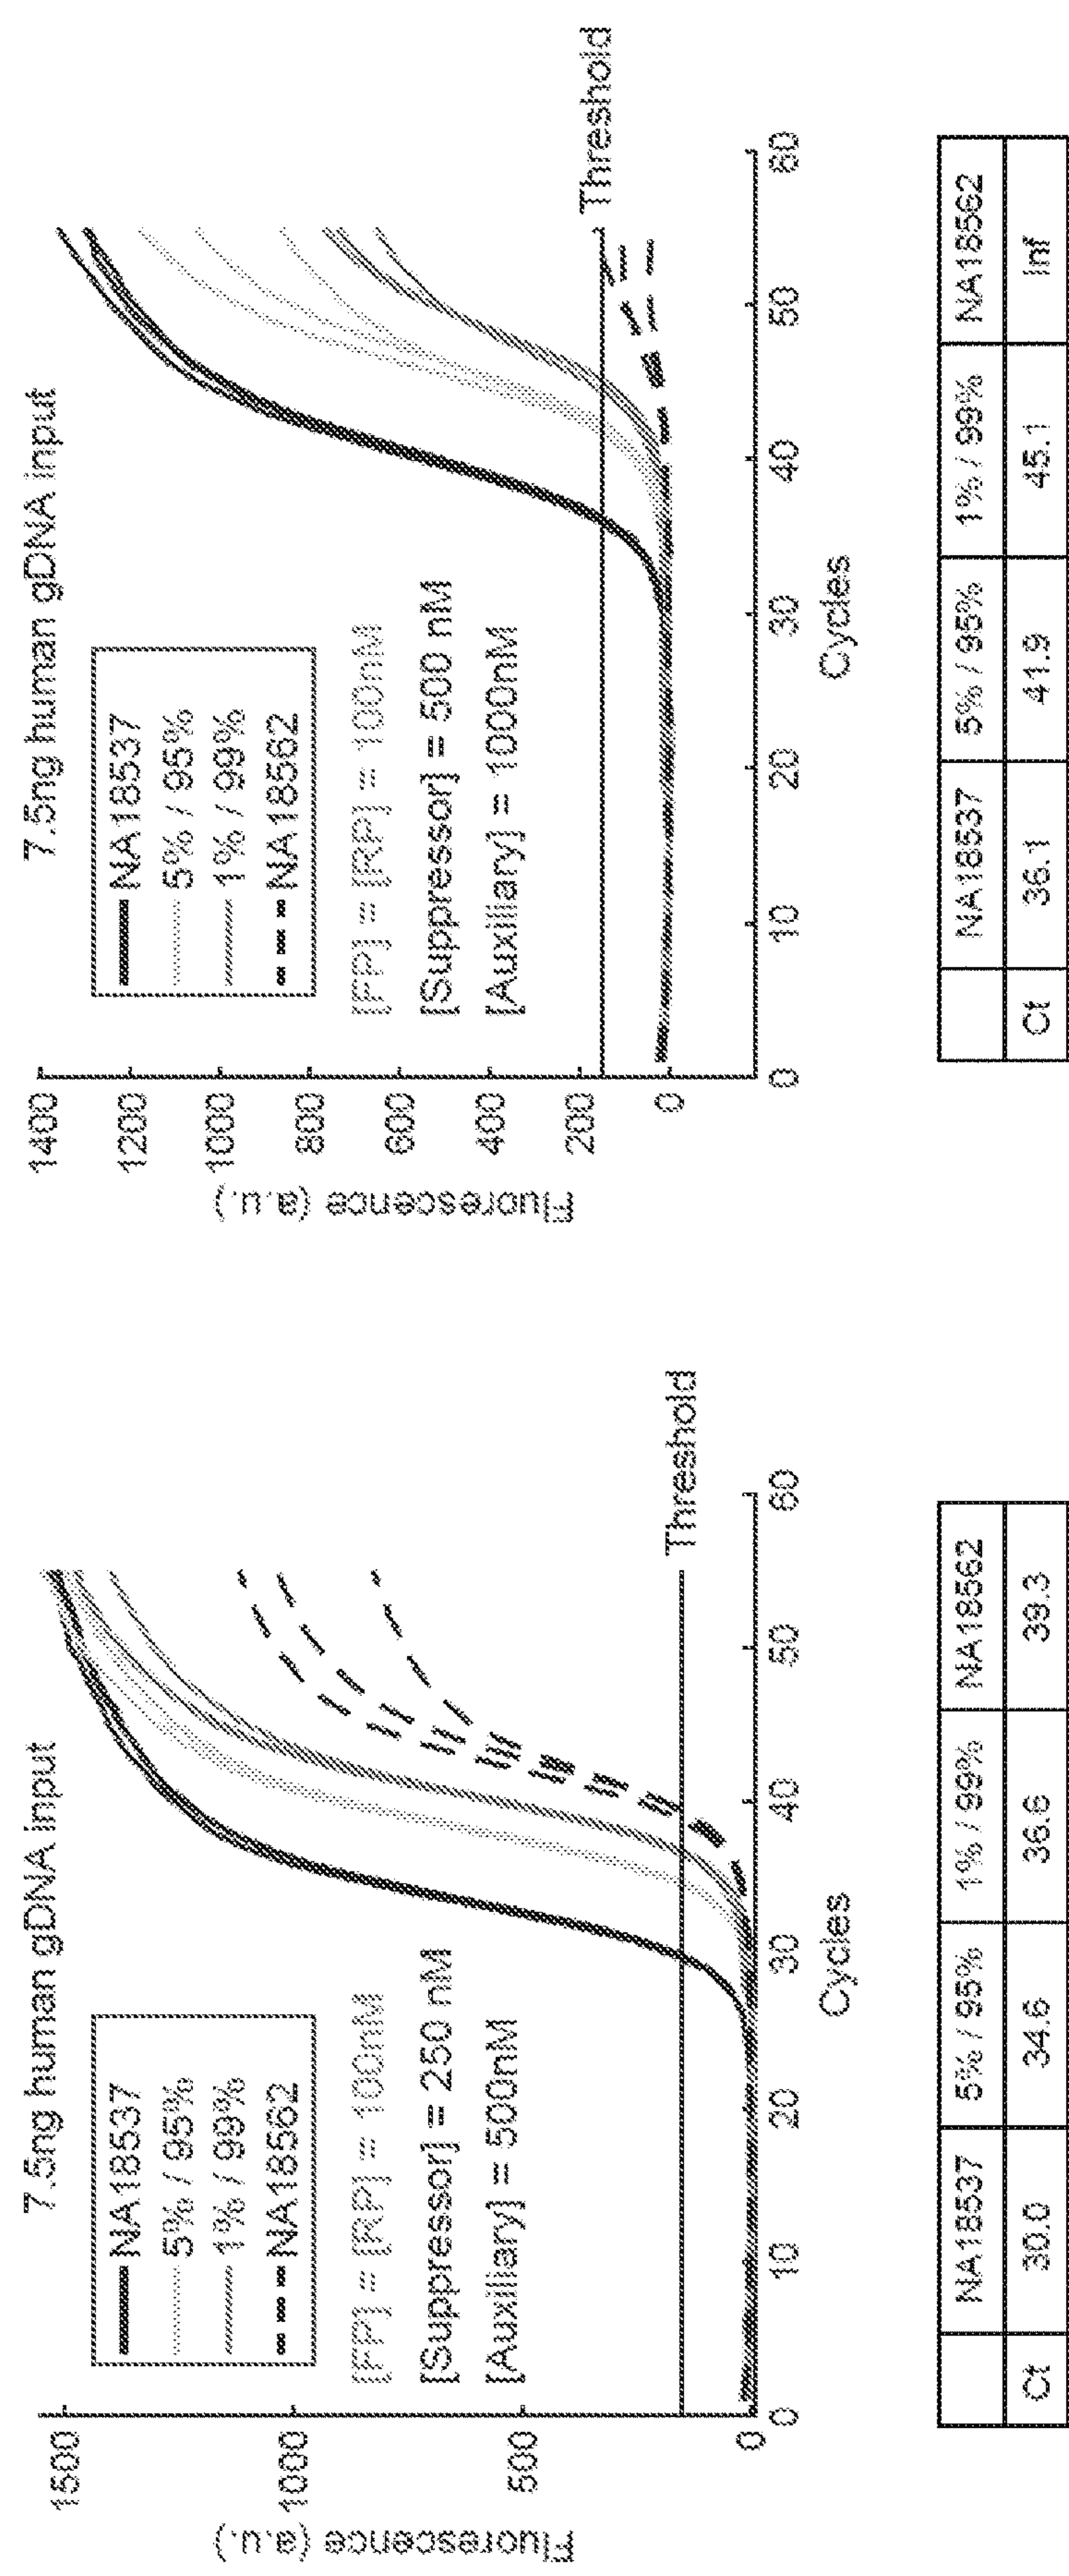 7.5ng human gDNA input
Fluorescence (a.u.)
1500
1000
500
0
NA18537
5% / 95%
1% / 99%
NA18562
[FP] = [RP] = 100nM
[Suppressor] = 250 nM
[Auxiliary] = 500nM
Threshold
0 10 20 30 40 50 60
Cycles
NA18537 5% / 95% 1% / 99% NA18562
Ct 30.0 34.6 36.6 39.3
7.5ng human gDNA input
Fluorescence (a.u.)
1400
1200
1000
800
600
400
200
0
NA18537
5% / 95%
1% / 99%
NA18562
[FP] = [RP] = 100nM
[Suppressor] = 500 nM
[Auxiliary] = 1000nM
Threshold
0 10 20 30 40 50 60
Cycles
NA18537 5% / 95% 1% / 99% NA18562
Ct 36.1 41.9 45.1 Inf